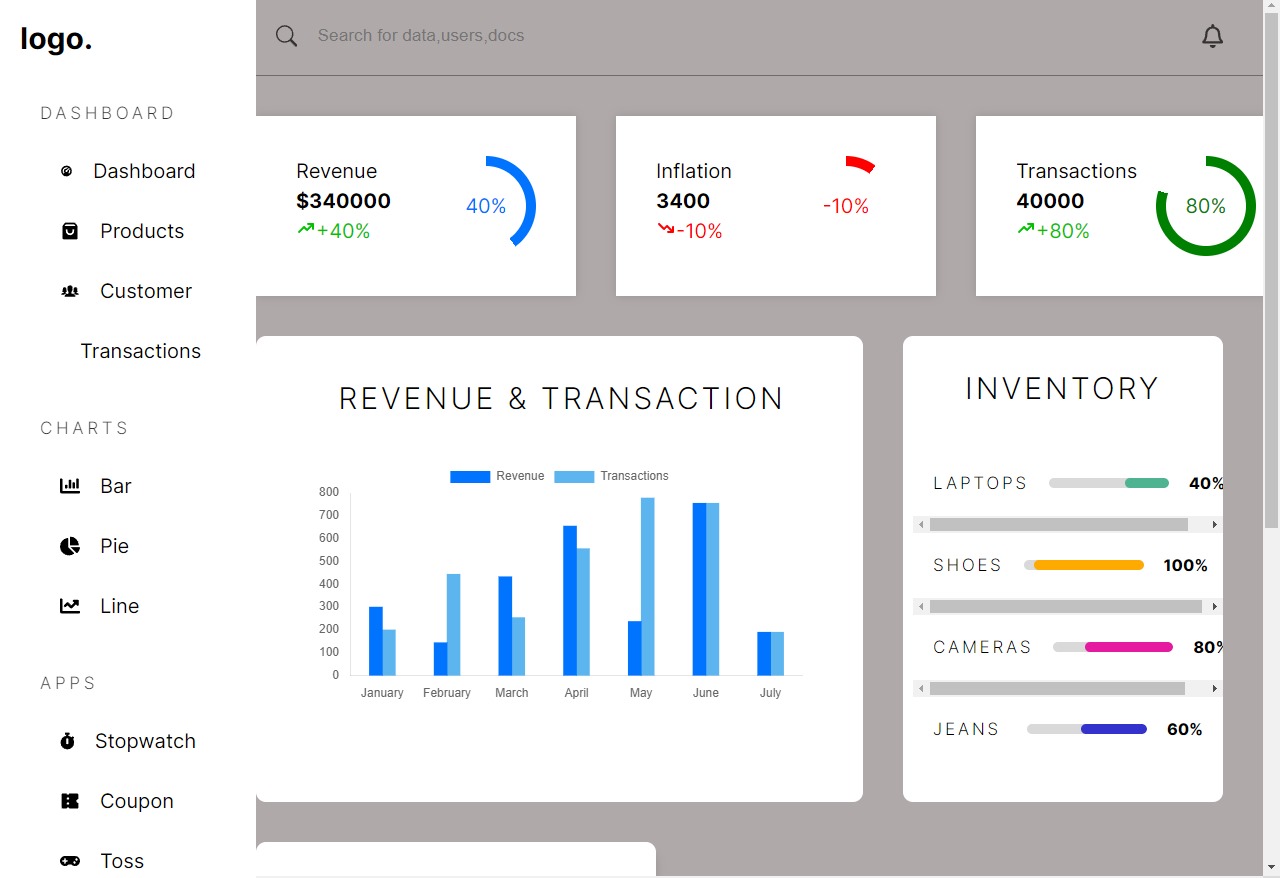 logo.
Search for data,users,docs
DASHBOARD
Dashboard
Products
Customer
Transactions
CHARTS
Bar
Pie
Line
APPS
Stopwatch
Coupon
Toss
Revenue
$340000
+40%
40%
Inflation
3400
-10%
-10%
Transactions
40000
+80%
80%
REVENUE & TRANSACTION
Revenue
Transactions
800
700
600
500
400
300
200
100
0
January
February
March
April
May
June
July
INVENTORY
LAPTOPS
40%
SHOES
100%
CAMERAS
80%
JEANS
60%